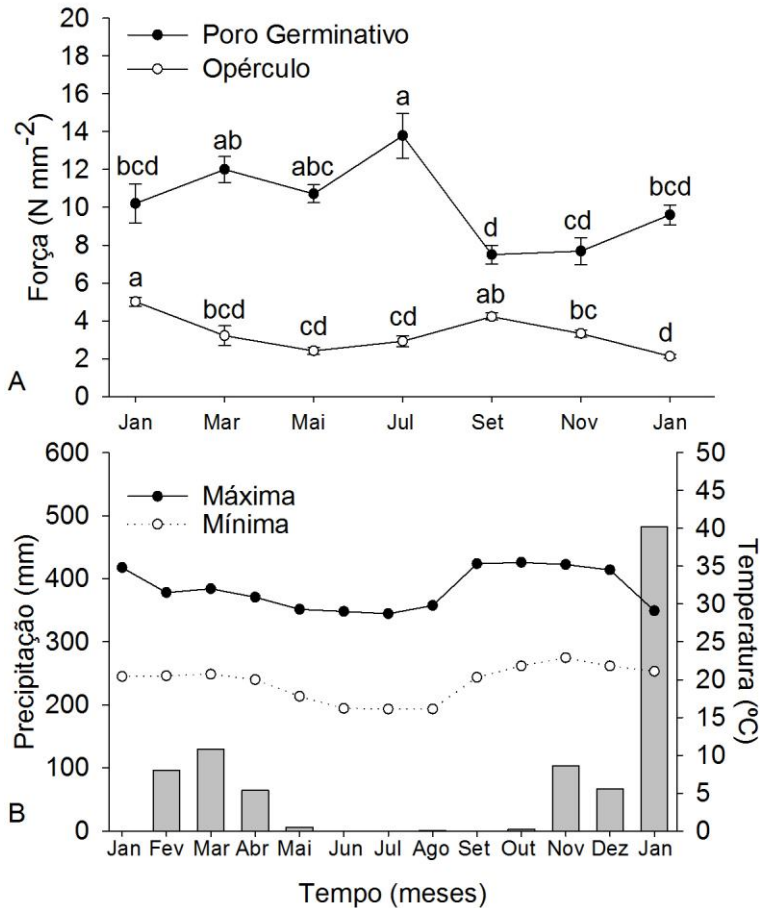 20
18
16
14
12
10
8
6
4
2
0
Força (N mm-2)
Poro Germinativo
Opérculo
bcd ab abc a d cd bcd
a bcd cd cd ab bc d
A
Jan Mar Mai Jul Set Nov Jan
600
500
400
300
200
100
0
Precipitação (mm)
Máxima
Mínima
50
45
40
35
30
25
20
15
10
5
0
Temperatura (ºC)
B
Jan Fev Mar Abr Mai Jun Jul Ago Set Out Nov Dez Jan
Tempo (meses)